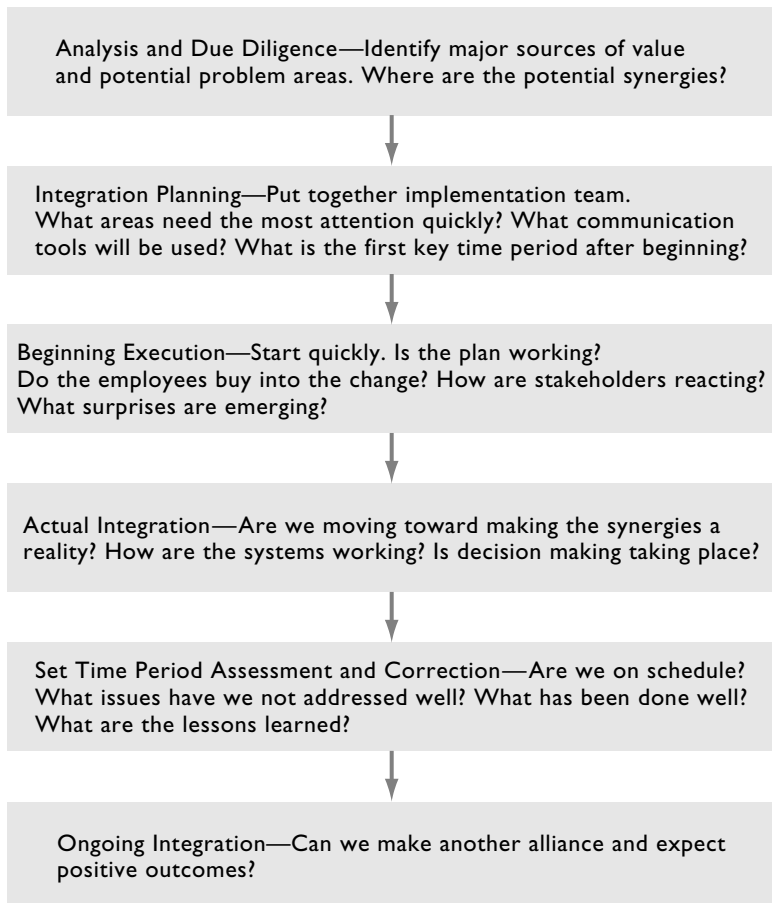 Analysis and Due Diligence—Identify major sources of value
and potential problem areas. Where are the potential synergies?
Integration Planning—Put together implementation team.
What areas need the most attention quickly? What communication
tools will be used? What is the first key time period after beginning?
Beginning Execution—Start quickly. Is the plan working?
Do the employees buy into the change? How are stakeholders reacting?
What surprises are emerging?
Actual Integration—Are we moving toward making the synergies a
reality? How are the systems working? Is decision making taking place?
Set Time Period Assessment and Correction—Are we on schedule?
What issues have we not addressed well? What has been done well?
What are the lessons learned?
Ongoing Integration—Can we make another alliance and expect
positive outcomes?